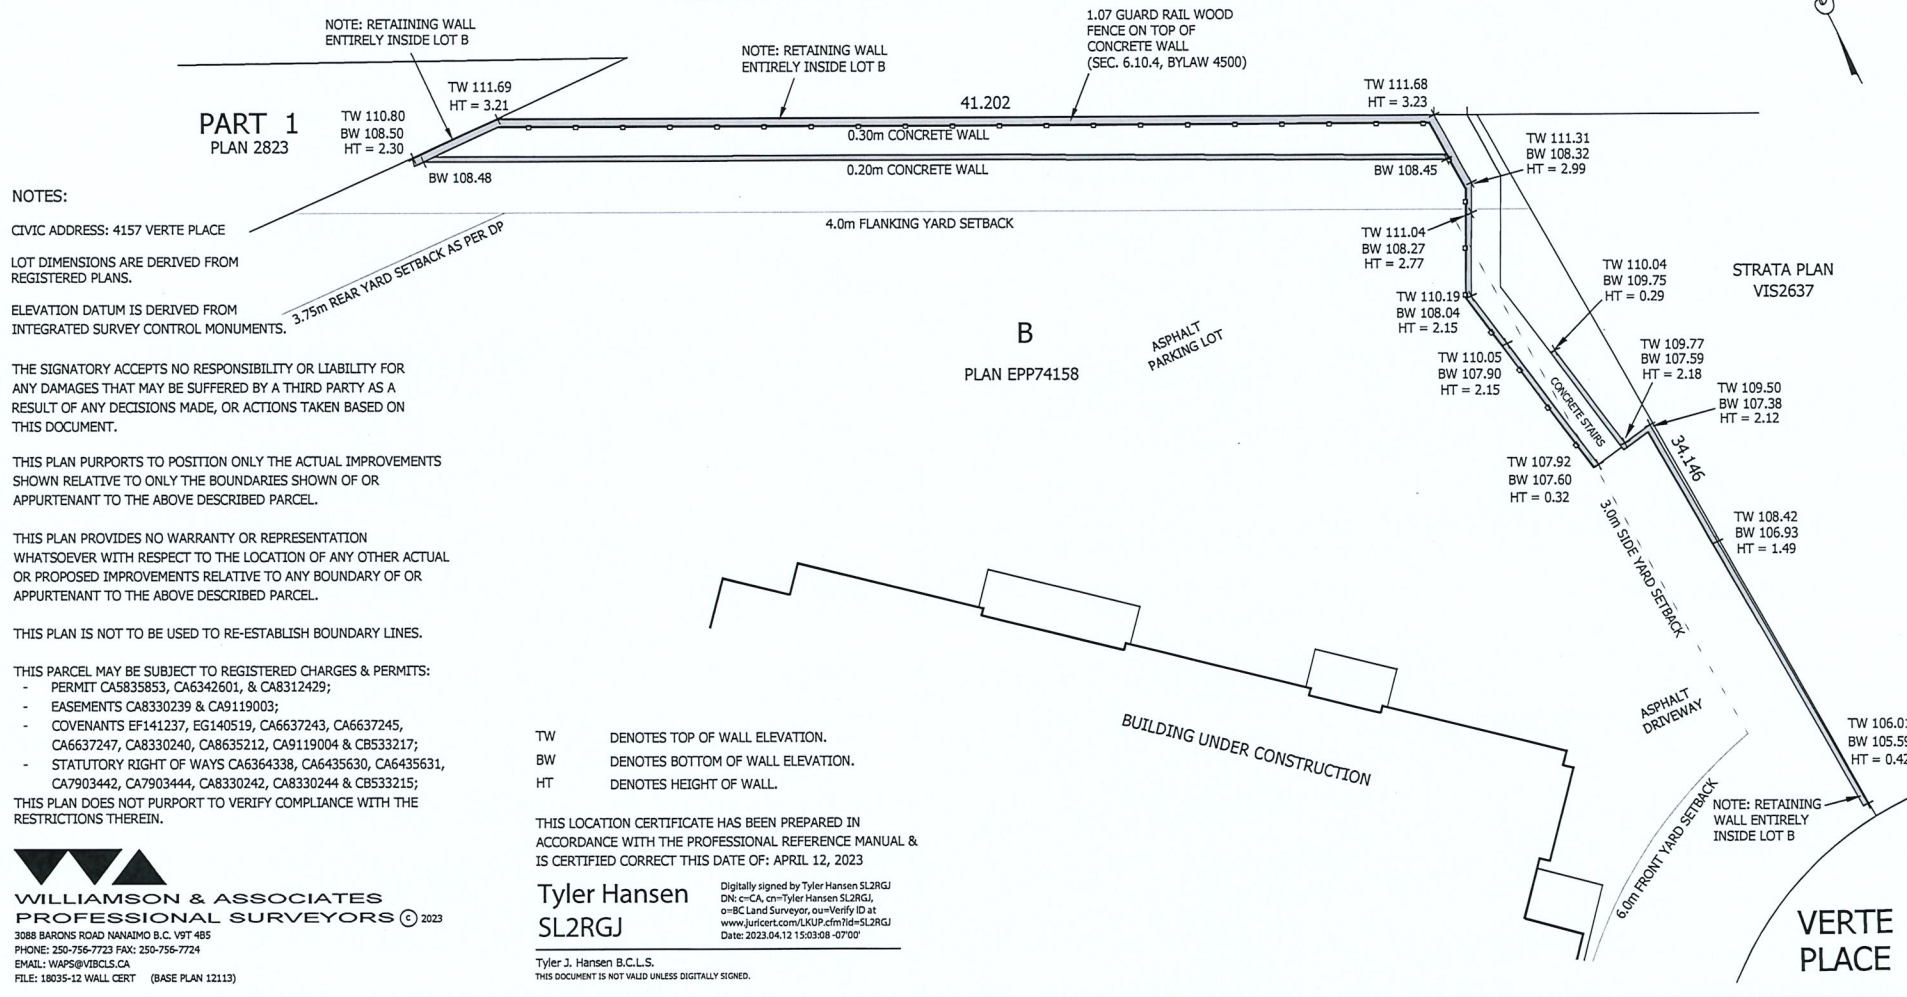 NOTE: RETAIINING WALL
ENTIRELY INSIDE LOT B
NOTE: RETAINING WALL
ENTIRELY INSIDE LOT B
1.07 GUARD RAIL WOOD
FENCE ON TOP OF
CONCRETE WALL
(SEC. 6.10.4, BYLAW 4500)
TW 111.69
HT = 3.21
41.202
TW 111.68
HT = 3.23
PART 1
PLAN 2823
TW 110.80
BW 108.50
HT = 2.30
0.30m CONCRETE WALL
TW 111.31
BW 108.32
HT = 2.99
BW 108.48
0.20m CONCRETE WALL
BW 108.45
4.0m FLANKING YARD SETBACK
3.75m REAR YARD SETBACK AS PER DP
TW 111.04
BW 108.27
HT = 2.77
TW 110.04
BW 109.75
HT = 0.29
STRATA PLAN
VIS2637
TW 110.19
BW 108.04
HT = 2.15
B
PLAN EPP74158
ASPHALT
PARKING LOT
TW 110.05
BW 107.90
HT = 2.15
TW 109.77
BW 107.59
HT = 2.18
TW 109.50
BW 107.38
HT = 2.12
CONCRETE STAIRS
34.146
TW 107.92
BW 107.60
HT = 0.32
3.0m SIDE YARD SETBACK
TW 108.42
BW 106.93
HT = 1.49
ASPHALT
DRIVEWAY
TW 106.01
BW 105.59
HT = 0.42
BUILDING UNDER CONSTRUCTION
6.0m FRONT YARD SETBACK
NOTE: RETAINING
WALL ENTIRELY
INSIDE LOT B
VERTE
PLACE
NOTES:
CIVIC ADDRESS: 4157 VERTE PLACE
LOT DIMENSIONS ARE DERIVED FROM
REGISTERED PLANS.
ELEVATION DATUM IS DERIVED FROM
INTEGRATED SURVEY CONTROL MONUMENTS.
THE SIGNATORY ACCEPTS NO RESPONSIBILITY OR LIABILITY FOR
ANY DAMAGES THAT MAY BE SUFFERED BY A THIRD PARTY AS A
RESULT OF ANY DECISIONS MADE, OR ACTIONS TAKEN BASED ON
THIS DOCUMENT.
THIS PLAN PURPORTS TO POSITION ONLY THE ACTUAL IMPROVEMENTS
SHOWN RELATIVE TO ONLY THE BOUNDARIES SHOWN OF OR
APPURTENANT TO THE ABOVE DESCRIBED PARCEL.
THIS PLAN PROVIDES NO WARRANTY OR REPRESENTATION
WHATSOEVER WITH RESPECT TO THE LOCATION OF ANY OTHER ACTUAL
OR PROPOSED IMPROVEMENTS RELATIVE TO ANY BOUNDARY OF OR
APPURTENANT TO THE ABOVE DESCRIBED PARCEL.
THIS PLAN IS NOT TO BE USED TO RE-ESTABLISH BOUNDARY LINES.
THIS PARCEL MAY BE SUBJECT TO REGISTERED CHARGES & PERMITS:
- PERMIT CA5835853, CA6342601, & CA8312429;
- EASEMENTS CA8330239 & CA9119003;
- COVENANTS EF141237, EG140519, CA6637243, CA6637245,
CA6637247, CA8330240, CA8635212, CA9119004 & CB533217;
- STATUTORY RIGHT OF WAYS CA6364338, CA6435630, CA6435631,
CA7903442, CA7903444, CA8330242, CA8330244 & CB533215;
THIS PLAN DOES NOT PURPORT TO VERIFY COMPLIANCE WITH THE
RESTRICTIONS THEREIN.
WILLIAMSON & ASSOCIATES
PROFESSIONAL SURVEYORS © 2023
3088 BARONS ROAD NANAIMO B.C. V9T 4B5
PHONE: 250-756-7723 FAX: 250-756-7724
EMAIL: WAPS@VIBCLS.CA
FILE: 18035-12 WALL CERT (BASE PLAN 12113)
TW DENOTES TOP OF WALL ELEVATION.
BW DENOTES BOTTOM OF WALL ELEVATION.
HT DENOTES HEIGHT OF WALL.
THIS LOCATION CERTIFICATE HAS BEEN PREPARED IN
ACCORDANCE WITH THE PROFESSIONAL REFERENCE MANUAL &
IS CERTIFIED CORRECT THIS DATE OF: APRIL 12, 2023
Tyler Hansen
SL2RGJ
Digitally signed by Tyler Hansen SL2RGJ
DN: c=CA, cn=Tyler Hansen SL2RGJ,
o=BC Land Surveyor, ou=Verify ID at
www.juricert.com/LKUP.cfm?id=SL2RGJ
Date: 2023.04.12 15:03:08 -07'00'
Tyler J. Hansen B.C.L.S.
THIS DOCUMENT IS NOT VALID UNLESS DIGITALLY SIGNED.